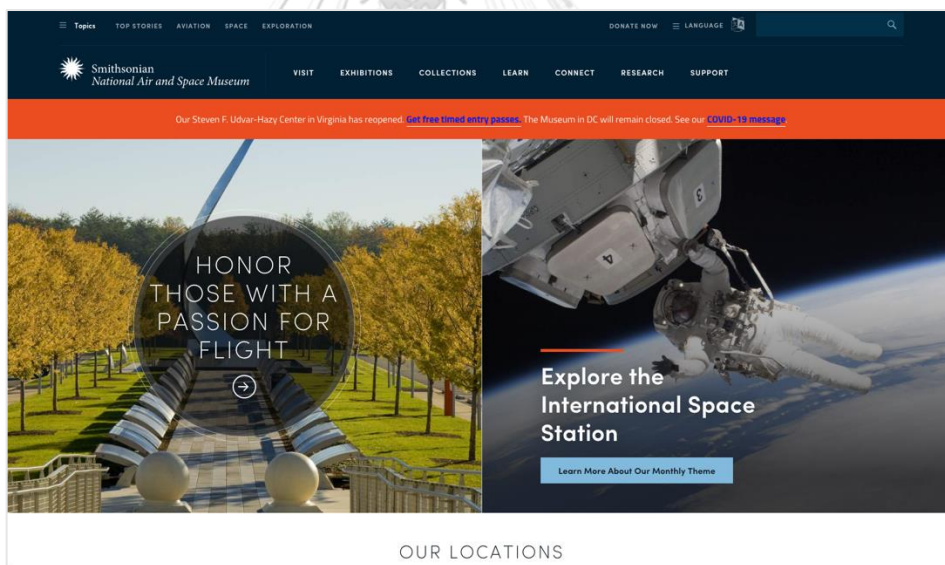 Topics TOP STORIES AVIATION SPACE EXPLORATION DONATE NOW LANGUAGE
Smithsonian
National Air and Space Museum
VISIT EXHIBITIONS COLLECTIONS LEARN CONNECT RESEARCH SUPPORT
Our Steven F. Udvar-Hazy Center in Virginia has reopened. Get free timed entry passes. The Museum in DC will remain closed. See our COVID-19 message
HONOR
THOSE WITH A
PASSION FOR
FLIGHT
3
4
Explore the
International Space
Station
Learn More About Our Monthly Theme
OUR LOCATIONS